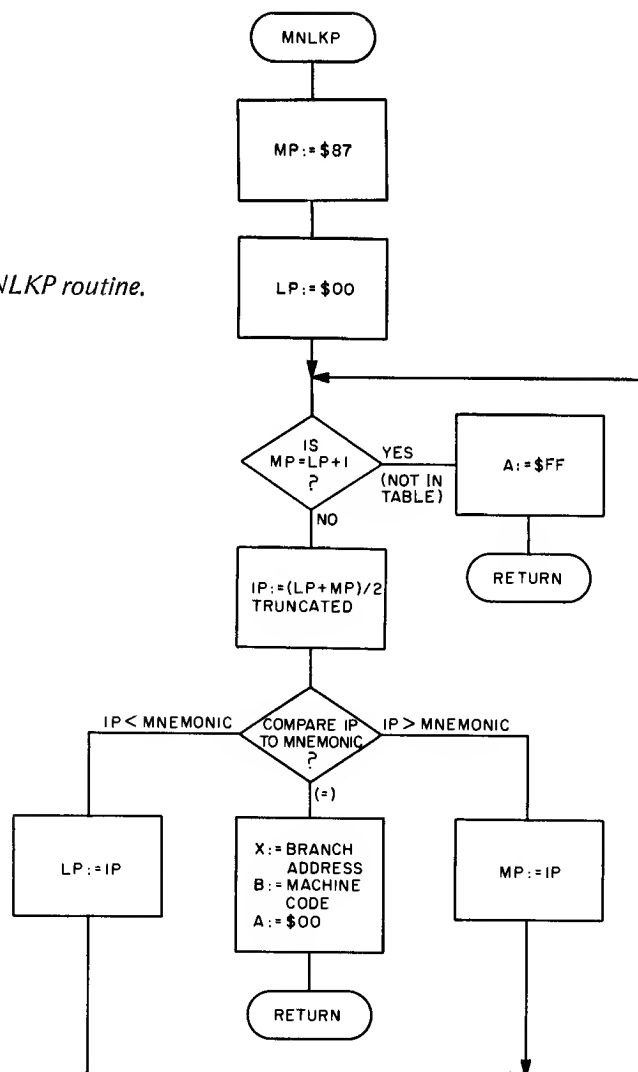 MNLKP
MP:=$87
NLKP routine.
LP:=$00
IS
MP=LP+1
?
YES
(NOT IN
TABLE)
A:=$FF
RETURN
NO
IP:=(LP+MP)/2
TRUNCATED
IP< MNEMONIC
COMPARE IP
TO MNEMONIC
?
IP> MNEMONIC
(=)
LP:=IP
X:=BRANCH
ADDRESS
B:=MACHINE
CODE
A:=$00
MP:=IP
RETURN